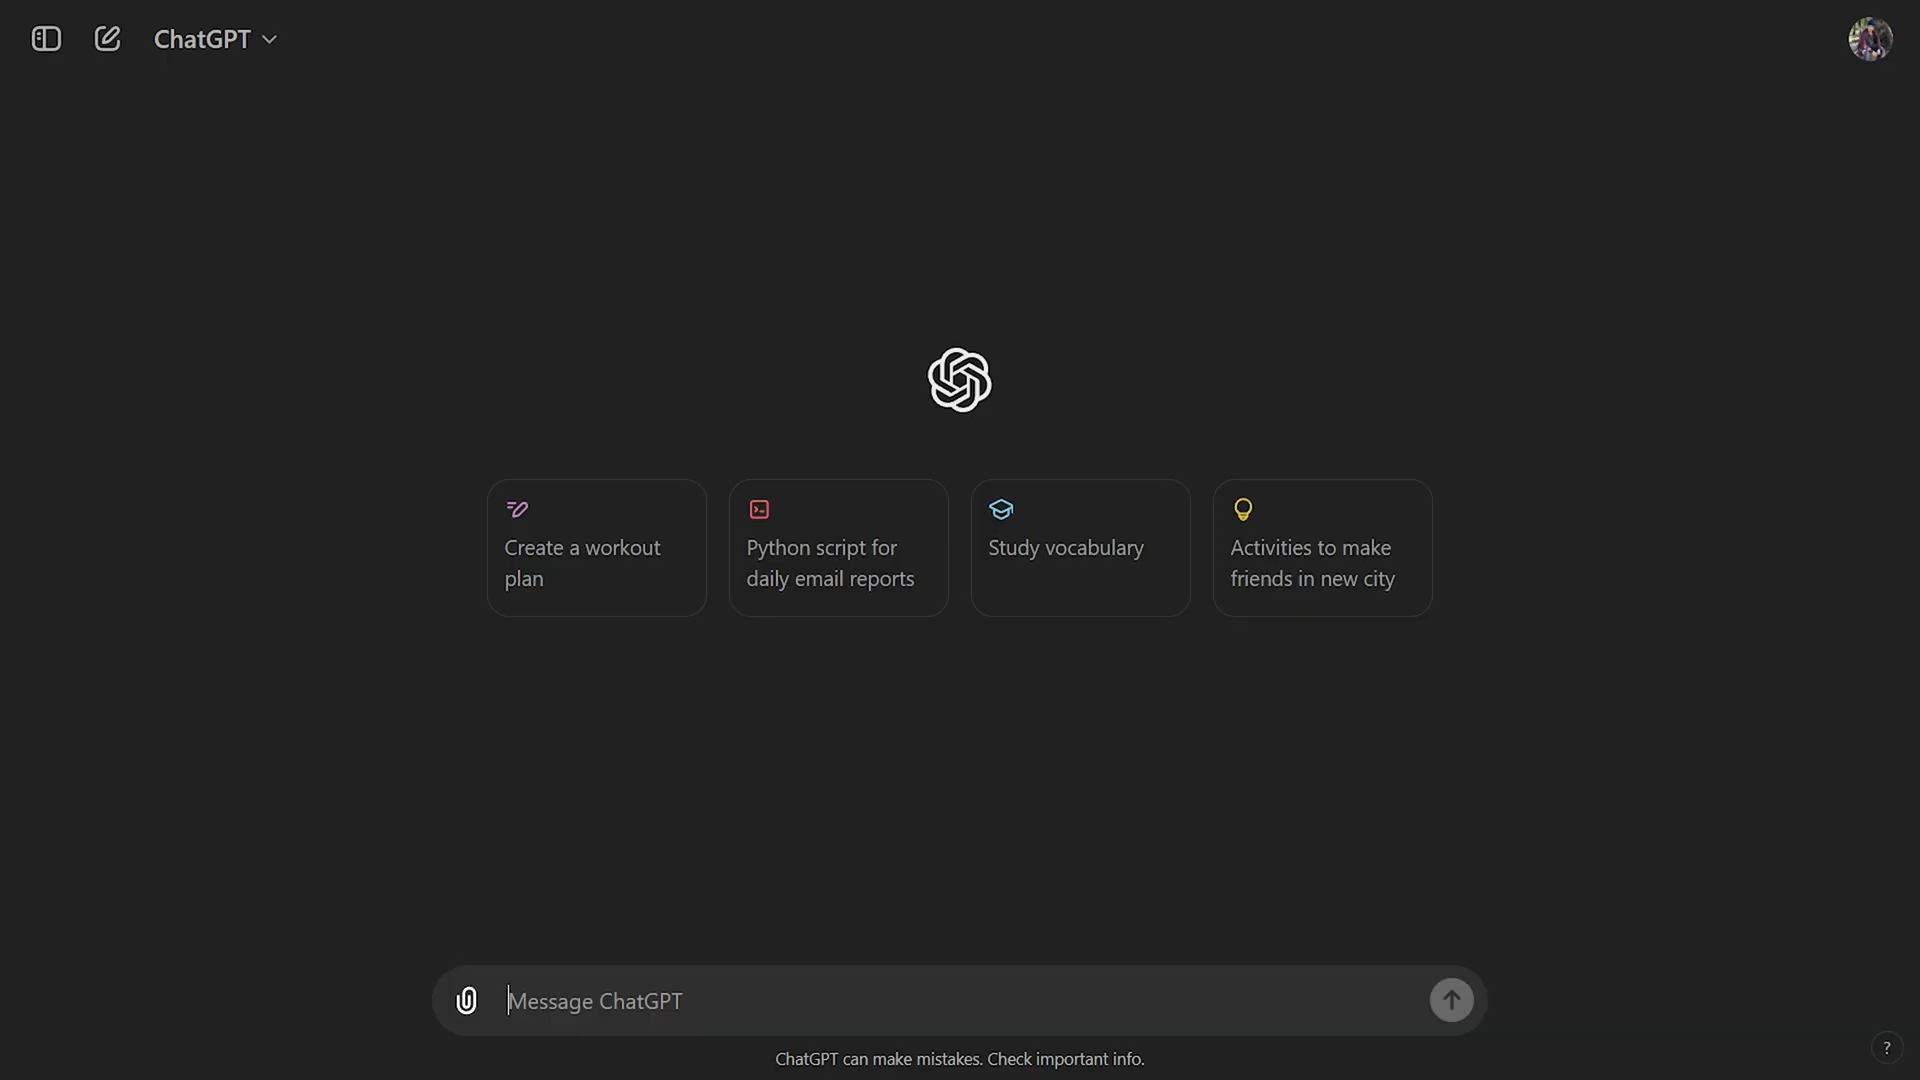 ChatGPT
Create a workout
plan
Python script for
daily email reports
Study vocabulary
Activities to make
friends in new city
Message ChatGPT
ChatGPT can make mistakes. Check important info.
?